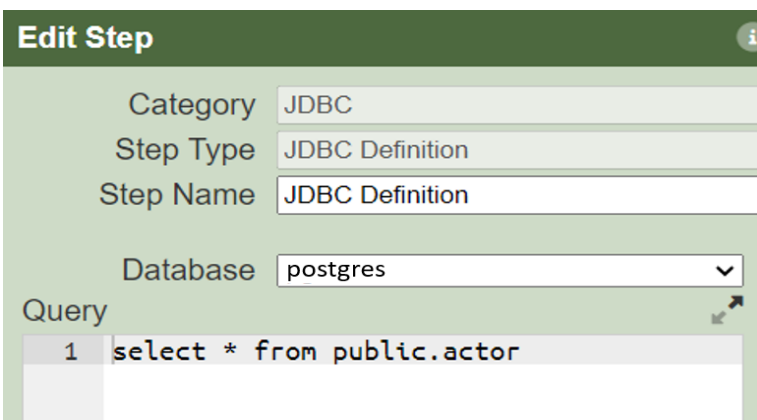 Edit Step
Category JDBC
Step Type JDBC Definition
Step Name JDBC Definition
Database postgres
Query
1 select * from public.actor